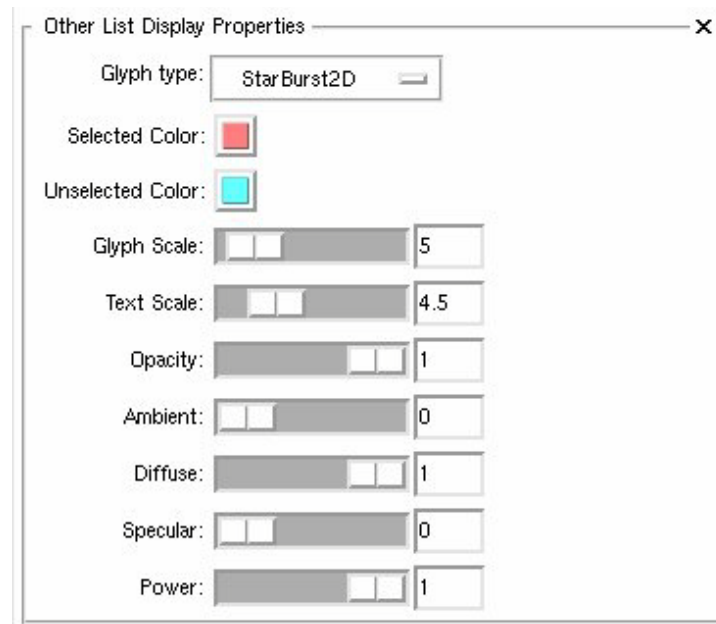 Other List Display Properties
Glyph type: StarBurst2D
Selected Color:
Unselected Color:
Glyph Scale: 5
Text Scale: 4.5
Opacity: 1
Ambient: 0
Diffuse: 1
Specular: 0
Power: 1